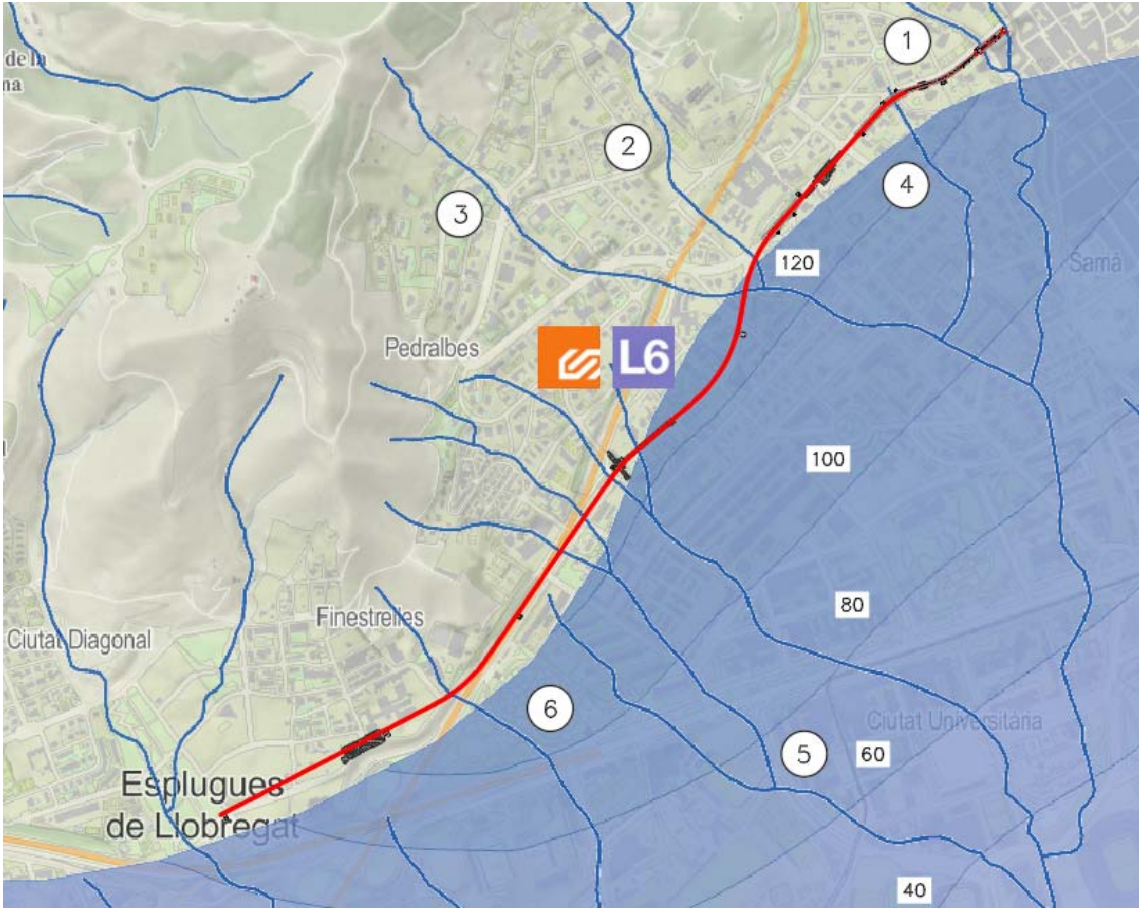 de la
1
2
4
3
120
Samà
L6
Pedralbes
100
80
Finestrelles
Ciutat Diagonal
6
Ciutat Universitària
5
60
Esplugues
de Llobregat
40